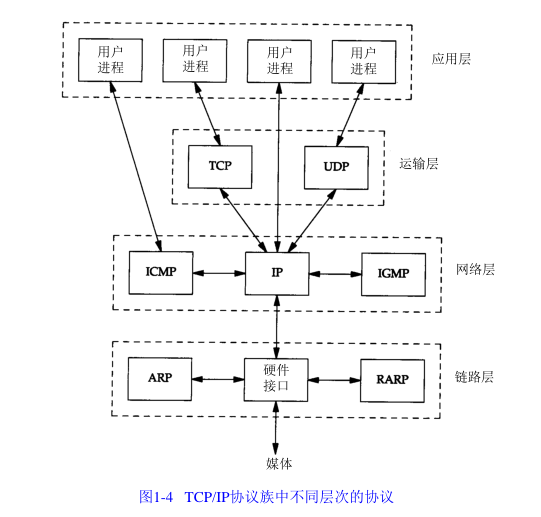 用户 用户 用户 用户
进程 进程 进程 进程
应用层
TCP UDP 运输层
ICMP IP IGMP 网络层
硬件
ARP 接口 RARP 链路层
媒体
图1-4 TCP/IP协议族中不同层次的协议